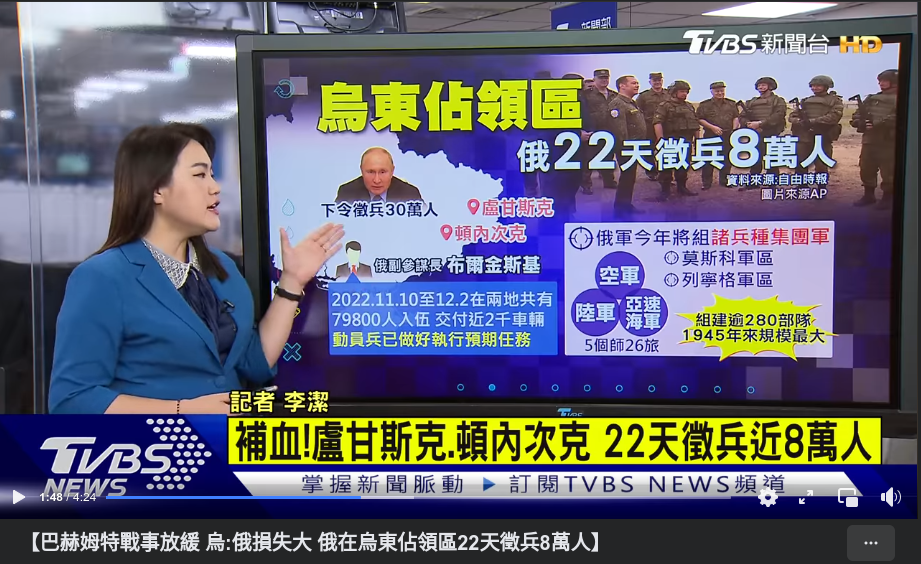 新聞部
TVBS新聞台 HD
烏東佔領區
俄22天徵兵8萬人
資料來源:自由時報
圖片來源AP
下令徵兵30萬人
盧甘斯克
頓內次克
俄副參謀長 布爾金斯基
2022.11.10至12.2在兩地共有
79800人入伍 交付近2千車輛
動員兵已做好執行預期任務
俄軍今年將組諸兵種集團軍
莫斯科軍區
列寧格軍區
空軍
陸軍
亞速
海軍
5個師26旅
組建逾280部隊
1945年來規模最大
TVBS
記者 李潔
補血!盧甘斯克.頓內次克 22天徵兵近8萬人
TVBS
NEWS
掌握新聞脈動 ▶ 訂閱TVBS NEWS頻道
1:48 / 4:24
【巴赫姆特戰事放緩 烏:俄損失大 俄在烏東佔領區22天徵兵8萬人】